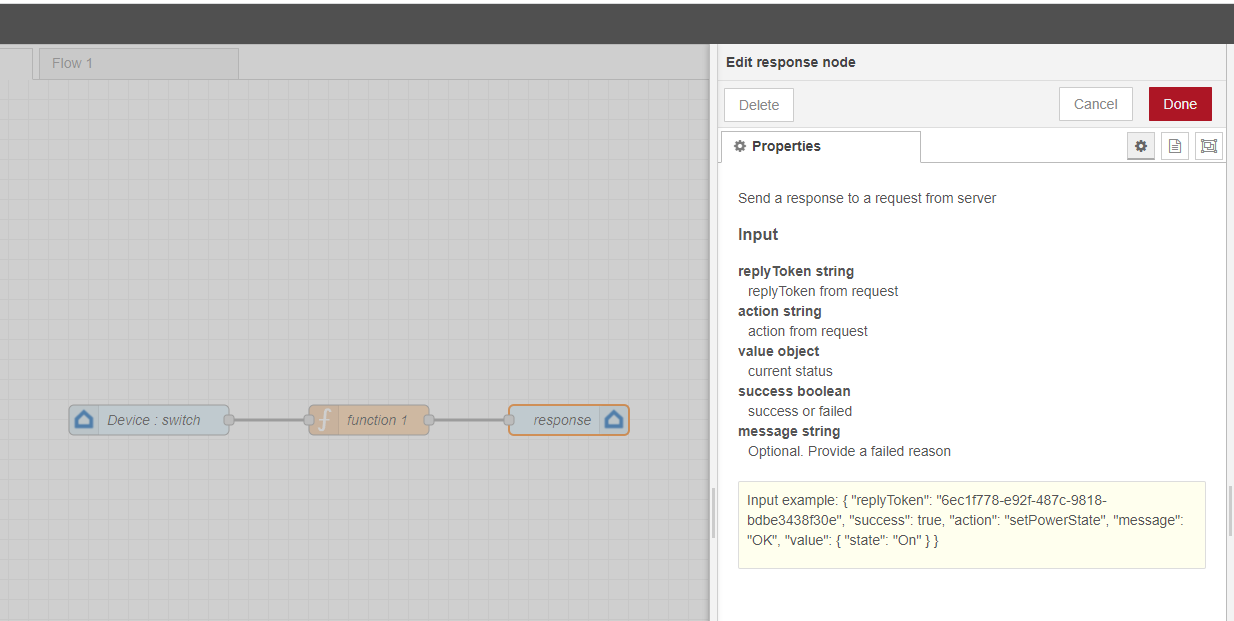 Flow 1
Edit response node
Delete
Cancel
Done
Properties
Send a response to a request from server
Input
replyToken string
replyToken from request
action string
action from request
value object
current status
success boolean
success or failed
message string
Optional. Provide a failed reason
Input example: { "replyToken": "6ec1f778-e92f-487c-9818-
bdbe3438f30e", "success": true, "action": "setPowerState", "message":
"OK", "value": { "state": "On" } }
Device : switch
function 1
response